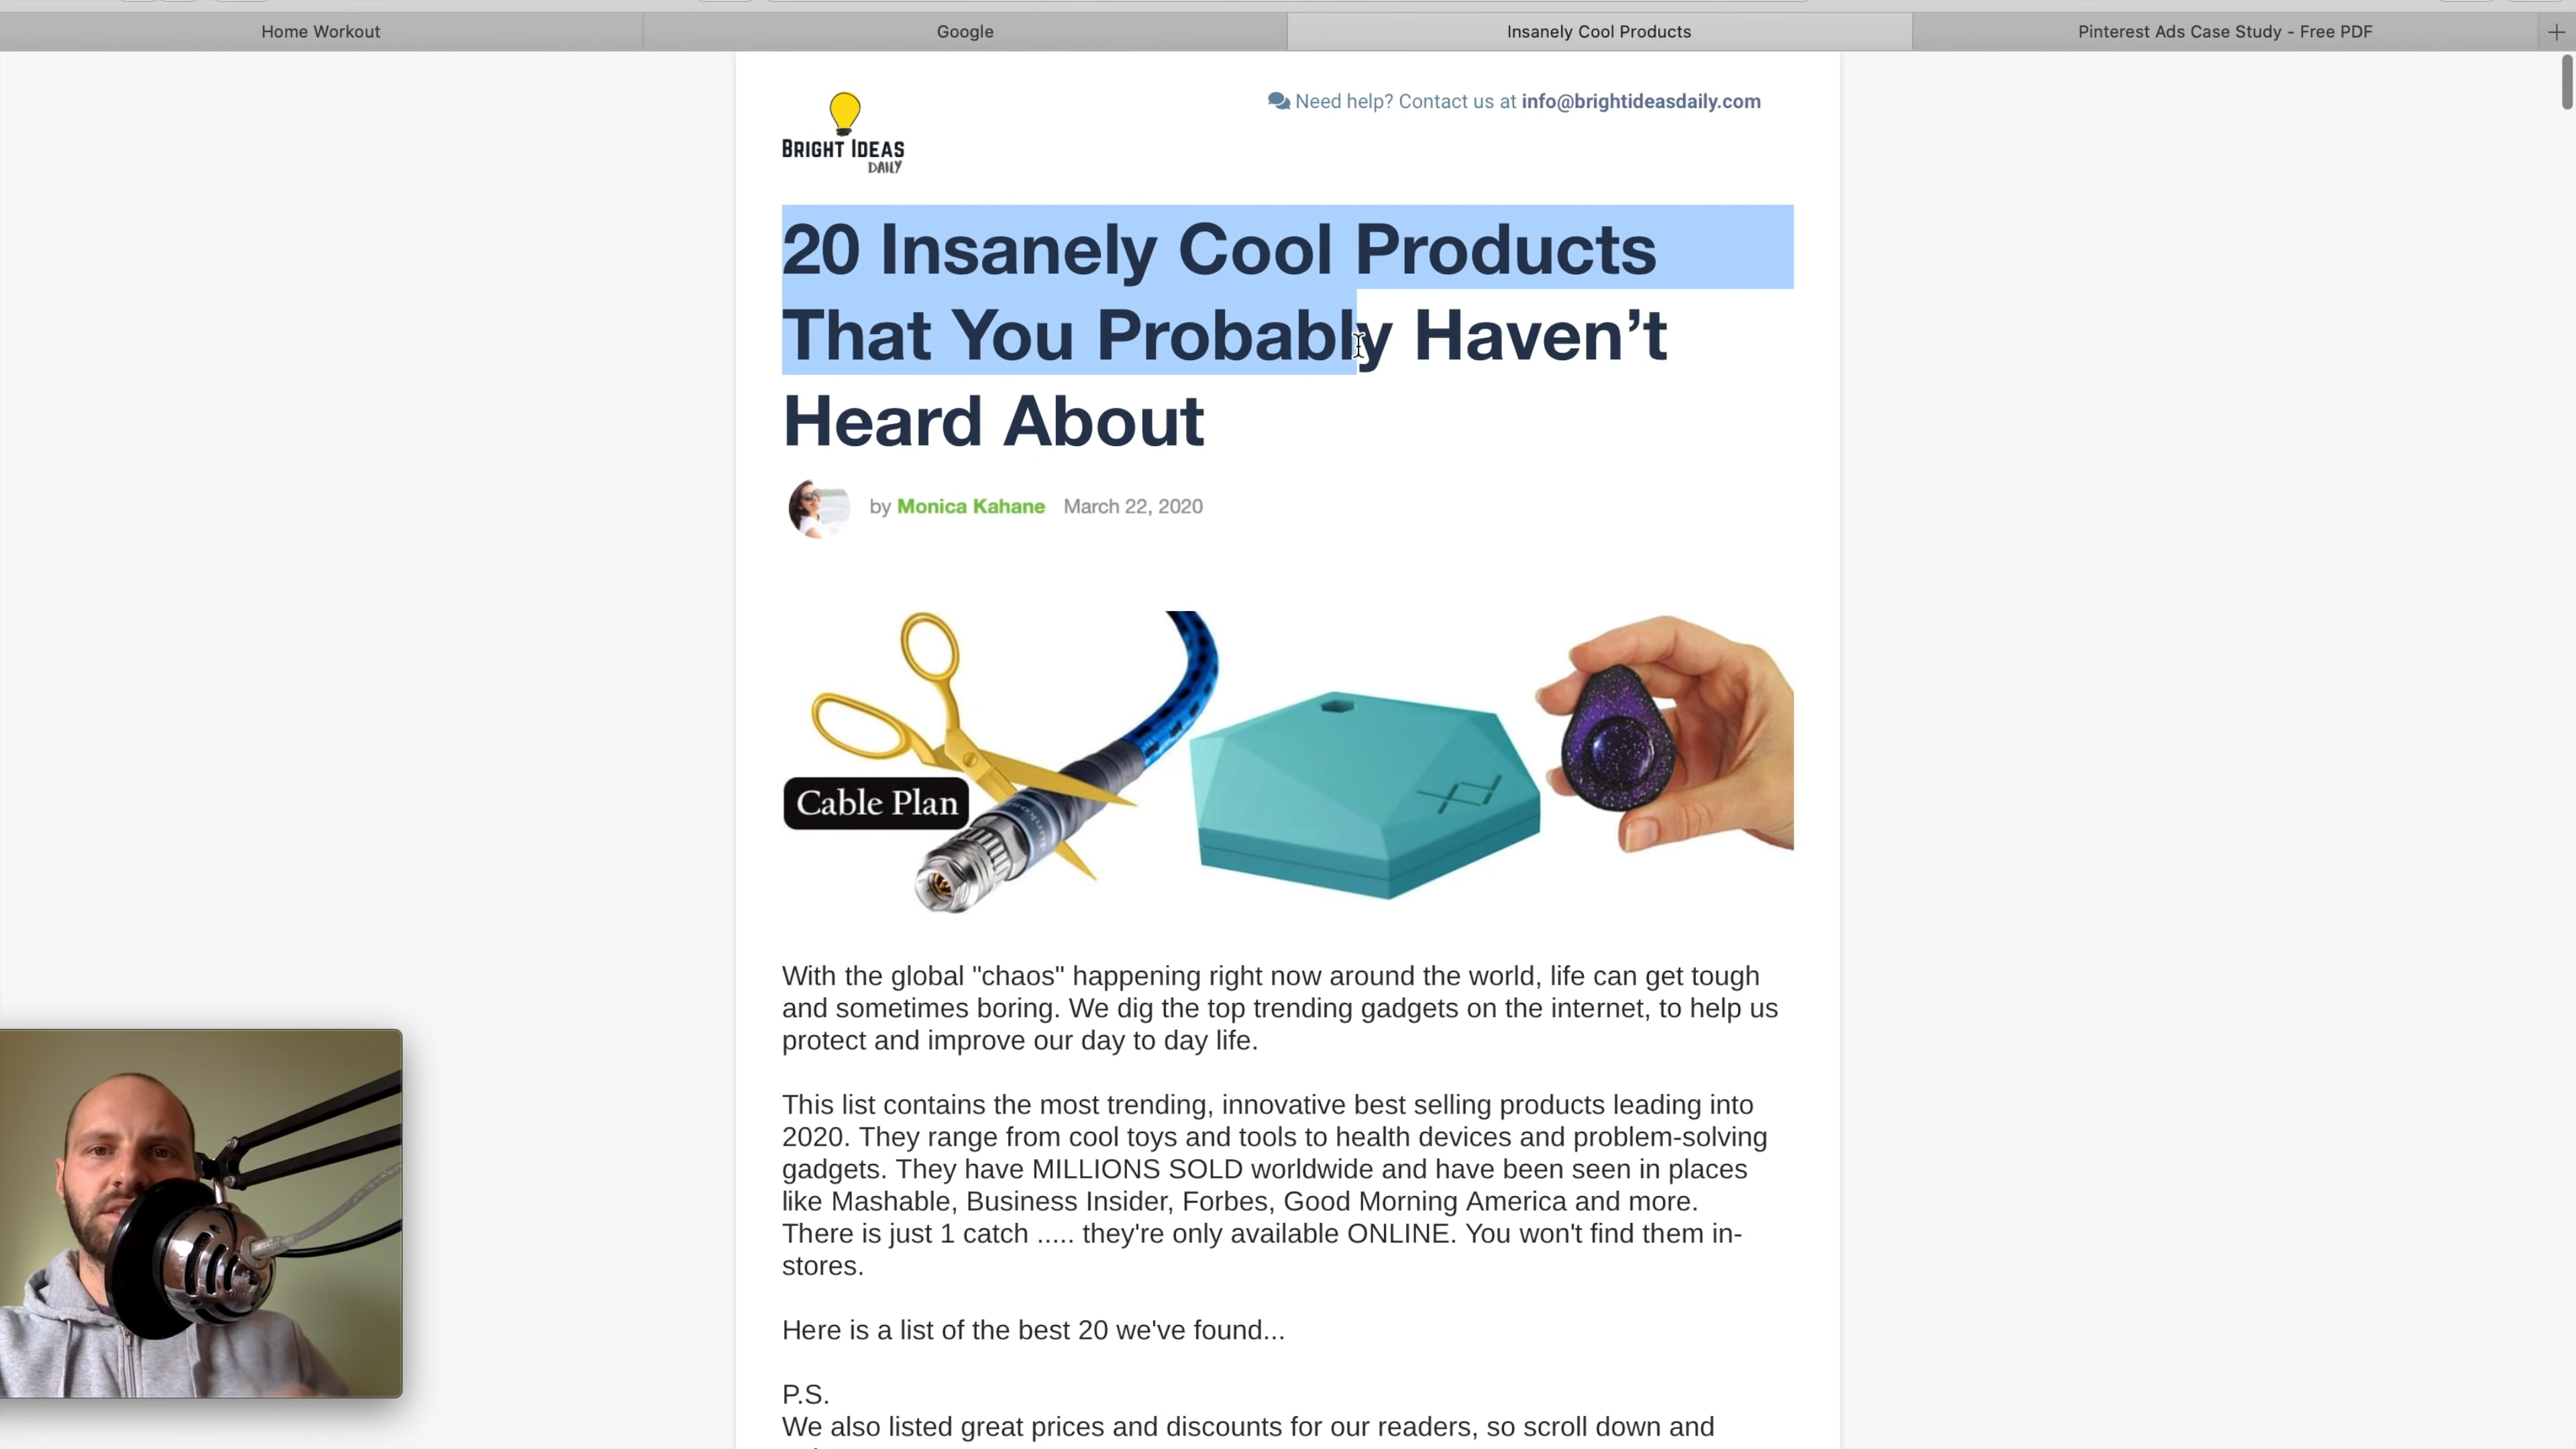 Home Workout
Google
Insanely Cool Products
Pinterest Ads Case Study - Free PDF
Need help? Contact us at info@brightideasdaily.com
BRIGHT IDEAS
DAILY
20 Insanely Cool Products
That You Probably Haven’t
Heard About
by Monica Kahane March 22, 2020
Cable Plan
With the global "chaos" happening right now around the world, life can get tough
and sometimes boring. We dig the top trending gadgets on the internet, to help us
protect and improve our day to day life.
This list contains the most trending, innovative best selling products leading into
2020. They range from cool toys and tools to health devices and problem-solving
gadgets. They have MILLIONS SOLD worldwide and have been seen in places
like Mashable, Business Insider, Forbes, Good Morning America and more.
There is just 1 catch ..... they're only available ONLINE. You won't find them in-
stores.
Here is a list of the best 20 we've found...
P.S.
We also listed great prices and discounts for our readers, so scroll down and